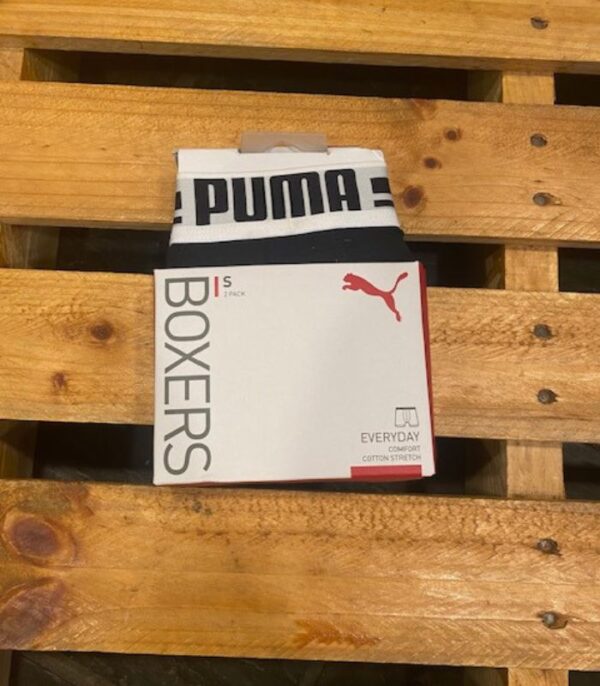 PUMA
BOXERS
S
2 PACK
EVERYDAY
COMFORT
COTTON STRETCH